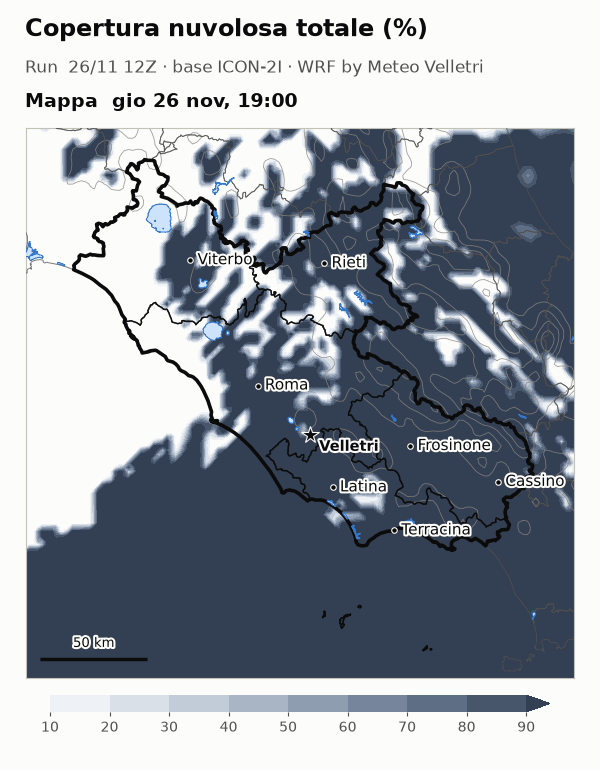 Copertura nuvolosa totale (%)
Run  26/11 12Z · base ICON-2I · WRF by Meteo Velletri
Mappa  gio 26 nov, 19:00
Viterbo
Rieti
Roma
Velletri
Frosinone
Latina
Cassino
Terracina
50 km
10 20 30 40 50 60 70 80 90